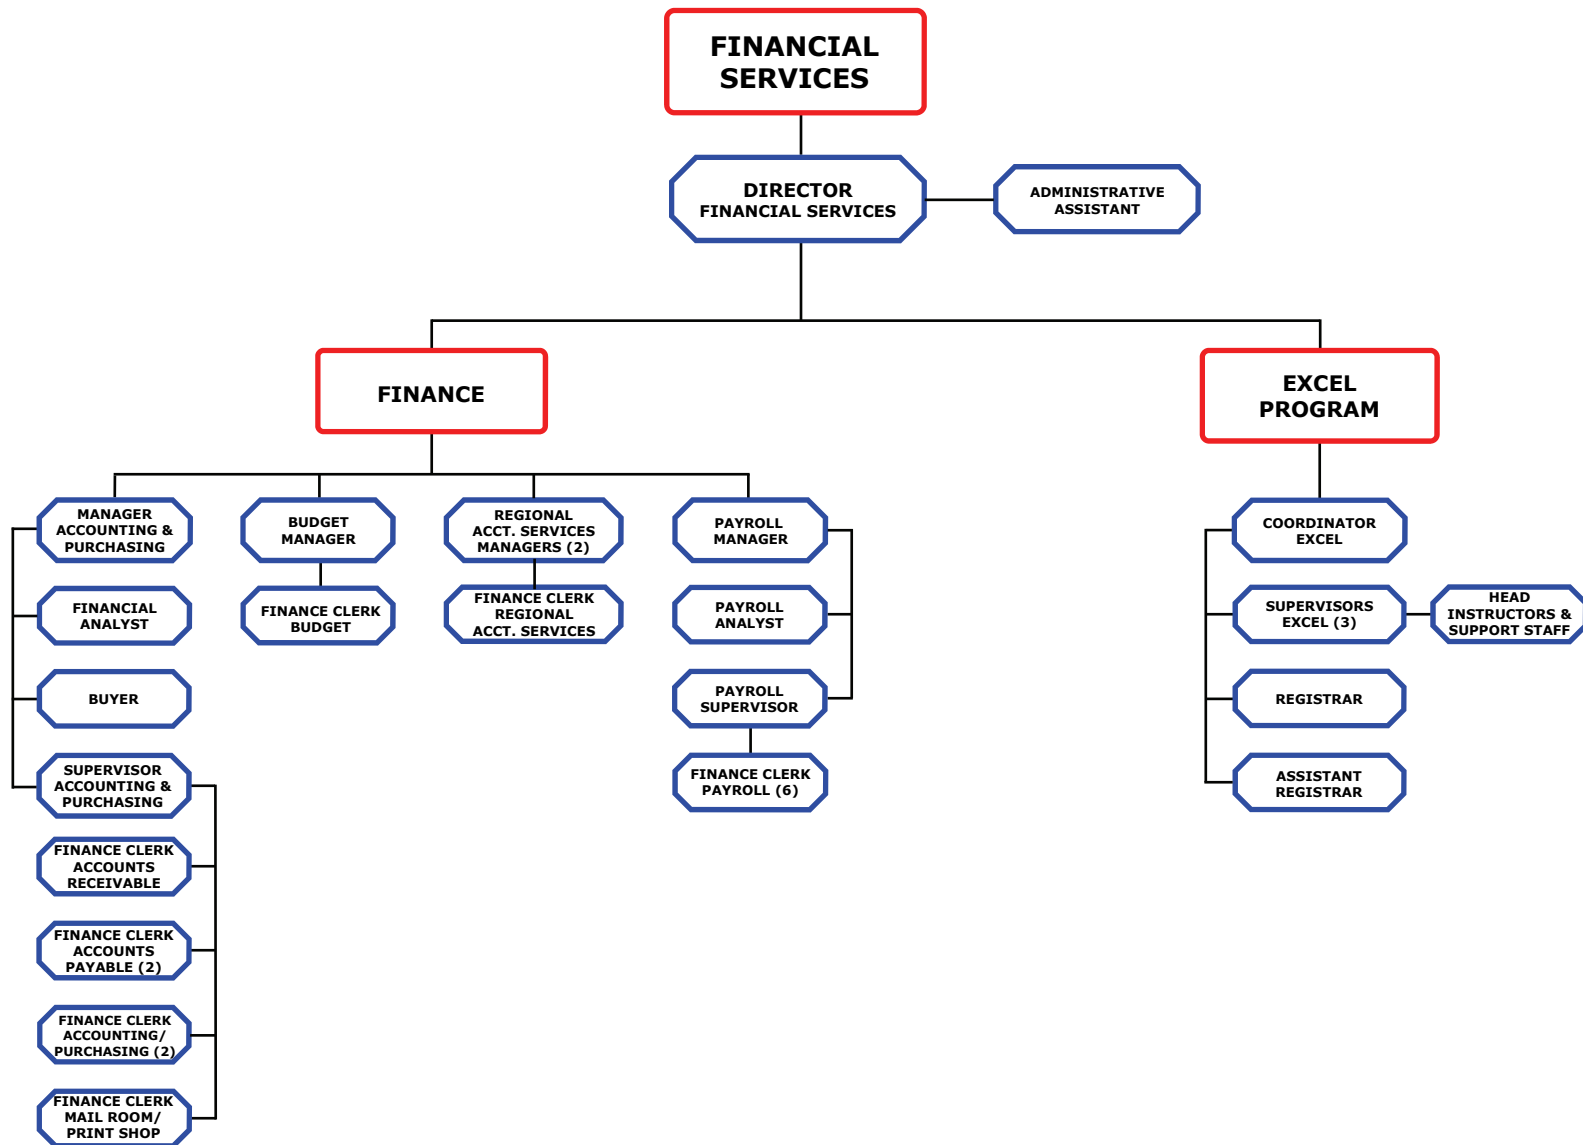 FINANCIAL
SERVICES
DIRECTOR
FINANCIAL SERVICES
ADMINISTRATIVE
ASSISTANT
FINANCE
EXCEL
PROGRAM
MANAGER
ACCOUNTING &
PURCHASING
BUDGET
MANAGER
REGIONAL
ACCT. SERVICES
MANAGERS (2)
PAYROLL
MANAGER
COORDINATOR
EXCEL
FINANCIAL
ANALYST
FINANCE CLERK
BUDGET
FINANCE CLERK
REGIONAL
ACCT. SERVICES
PAYROLL
ANALYST
SUPERVISORS
EXCEL (3)
HEAD
INSTRUCTORS &
SUPPORT STAFF
BUYER
PAYROLL
SUPERVISOR
REGISTRAR
SUPERVISOR
ACCOUNTING &
PURCHASING
FINANCE CLERK
PAYROLL (6)
ASSISTANT
REGISTRAR
FINANCE CLERK
ACCOUNTS
RECEIVABLE
FINANCE CLERK
ACCOUNTS
PAYABLE (2)
FINANCE CLERK
ACCOUNTING/
PURCHASING (2)
FINANCE CLERK
MAIL ROOM/
PRINT SHOP